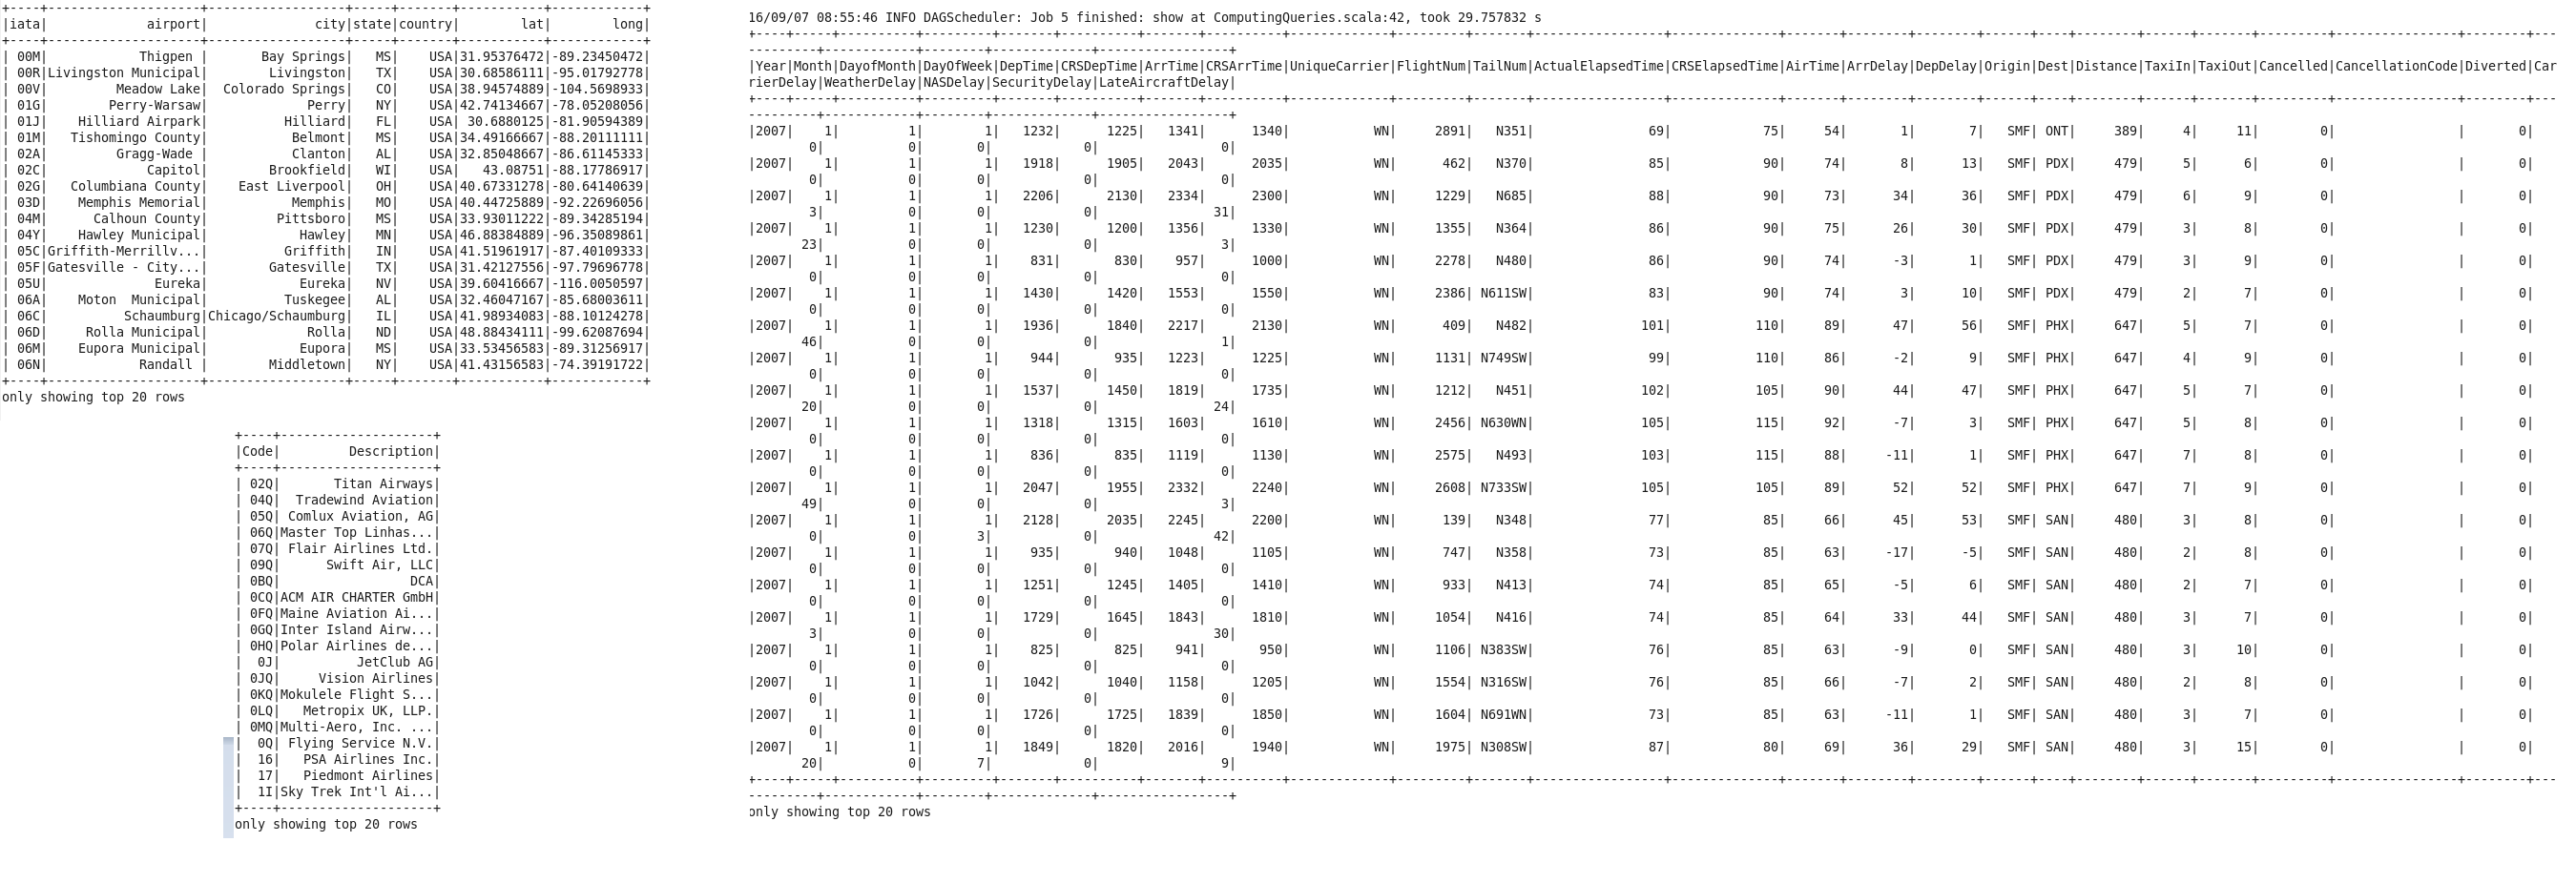 +----+--------------------+------------------+-----+-------+-----------+------------+
|iata|             airport|              city|state|country|        lat|        long|
+----+--------------------+------------------+-----+-------+-----------+------------+
| 00M|            Thigpen |       Bay Springs|   MS|    USA|31.95376472|-89.23450472|
| 00R|Livingston Municipal|        Livingston|   TX|    USA|30.68586111|-95.01792778|
| 00V|         Meadow Lake|  Colorado Springs|   CO|    USA|38.94574889|-104.5698933|
| 01G|        Perry-Warsaw|             Perry|   NY|    USA|42.74134667|-78.05208056|
| 01J|    Hilliard Airpark|          Hilliard|   FL|    USA| 30.6880125|-81.90594389|
| 01M|   Tishomingo County|           Belmont|   MS|    USA|34.49166667|-88.20111111|
| 02A|         Gragg-Wade |           Clanton|   AL|    USA|32.85048667|-86.61145333|
| 02C|             Capitol|        Brookfield|   WI|    USA|   43.08751|-88.17786917|
| 02G|   Columbiana County|    East Liverpool|   OH|    USA|40.67331278|-80.64140639|
| 03D|    Memphis Memorial|           Memphis|   MO|    USA|40.44725889|-92.22696056|
| 04M|      Calhoun County|         Pittsboro|   MS|    USA|33.93011222|-89.34285194|
| 04Y|    Hawley Municipal|            Hawley|   MN|    USA|46.88384889|-96.35089861|
| 05C|Griffith-Merrillv...|          Griffith|   IN|    USA|41.51961917|-87.40109333|
| 05F|Gatesville - City...|        Gatesville|   TX|    USA|31.42127556|-97.79696778|
| 05U|              Eureka|            Eureka|   NV|    USA|39.60416667|-116.0050597|
| 06A|    Moton  Municipal|          Tuskegee|   AL|    USA|32.46047167|-85.68003611|
| 06C|          Schaumburg|Chicago/Schaumburg|   IL|    USA|41.98934083|-88.10124278|
| 06D|     Rolla Municipal|             Rolla|   ND|    USA|48.88434111|-99.62087694|
| 06M|    Eupora Municipal|            Eupora|   MS|    USA|33.53456583|-89.31256917|
| 06N|            Randall |        Middletown|   NY|    USA|41.43156583|-74.39191722|
+----+--------------------+------------------+-----+-------+-----------+------------+
only showing top 20 rows
+----+--------------------+
|Code|         Description|
+----+--------------------+
| 02Q|       Titan Airways|
| 04Q|  Tradewind Aviation|
| 05Q| Comlux Aviation, AG|
| 06Q|Master Top Linhas...|
| 07Q| Flair Airlines Ltd.|
| 09Q|      Swift Air, LLC|
| 0BQ|                 DCA|
| 0CQ|ACM AIR CHARTER GmbH|
| 0FQ|Maine Aviation Ai...|
| 0GQ|Inter Island Airw...|
| 0HQ|Polar Airlines de...|
|  0J|          JetClub AG|
| 0JQ|     Vision Airlines|
| 0KQ|Mokulele Flight S...|
| 0LQ|   Metropix UK, LLP.|
| 0MQ|Multi-Aero, Inc. ...|
|  0Q| Flying Service N.V.|
|  16|   PSA Airlines Inc.|
|  17|   Piedmont Airlines|
|  1I|Sky Trek Int'l Ai...|
+----+--------------------+
only showing top 20 rows
16/09/07 08:55:46 INFO DAGScheduler: Job 5 finished: show at ComputingQueries.scala:42, took 29.757832 s
|Year|Month|DayofMonth|DayOfWeek|DepTime|CRSDepTime|ArrTime|CRSArrTime|UniqueCarrier|FlightNum|TailNum|ActualElapsedTime|CRSElapsedTime|AirTime|ArrDelay|DepDelay|Origin|Dest|Distance|TaxiIn|TaxiOut|Cancelled|CancellationCode|Diverted|Car
rierDelay|WeatherDelay|NASDelay|SecurityDelay|LateAircraftDelay|
|2007| 1| 1| 1| 1232| 1225| 1341| 1340| WN| 2891| N351| 69| 75| 54| 1| 7| SMF| ONT| 389| 4| 11| 0| | 0|
0| 0| 0| 0| 0|
|2007| 1| 1| 1| 1918| 1905| 2043| 2035| WN| 462| N370| 85| 90| 74| 8| 13| SMF| PDX| 479| 5| 6| 0| | 0|
0| 0| 0| 0| 0|
|2007| 1| 1| 1| 2206| 2130| 2334| 2300| WN| 1229| N685| 88| 90| 73| 34| 36| SMF| PDX| 479| 6| 9| 0| | 0|
3| 0| 0| 0| 31|
|2007| 1| 1| 1| 1230| 1200| 1356| 1330| WN| 1355| N364| 86| 90| 75| 26| 30| SMF| PDX| 479| 3| 8| 0| | 0|
23| 0| 0| 0| 3|
|2007| 1| 1| 1| 831| 830| 957| 1000| WN| 2278| N480| 86| 90| 74| -3| 1| SMF| PDX| 479| 3| 9| 0| | 0|
0| 0| 0| 0| 0|
|2007| 1| 1| 1| 1430| 1420| 1553| 1550| WN| 2386| N611SW| 83| 90| 74| 3| 10| SMF| PDX| 479| 2| 7| 0| | 0|
0| 0| 0| 0| 0|
|2007| 1| 1| 1| 1936| 1840| 2217| 2130| WN| 409| N482| 101| 110| 89| 47| 56| SMF| PHX| 647| 5| 7| 0| | 0|
46| 0| 0| 0| 1|
|2007| 1| 1| 1| 944| 935| 1223| 1225| WN| 1131| N749SW| 99| 110| 86| -2| 9| SMF| PHX| 647| 4| 9| 0| | 0|
0| 0| 0| 0| 0|
|2007| 1| 1| 1| 1537| 1450| 1819| 1735| WN| 1212| N451| 102| 105| 90| 44| 47| SMF| PHX| 647| 5| 7| 0| | 0|
20| 0| 0| 0| 24|
|2007| 1| 1| 1| 1318| 1315| 1603| 1610| WN| 2456| N630WN| 105| 115| 92| -7| 3| SMF| PHX| 647| 5| 8| 0| | 0|
0| 0| 0| 0| 0|
|2007| 1| 1| 1| 836| 835| 1119| 1130| WN| 2575| N493| 103| 115| 88| -11| 1| SMF| PHX| 647| 7| 8| 0| | 0|
0| 0| 0| 0| 0|
|2007| 1| 1| 1| 2047| 1955| 2332| 2240| WN| 2608| N733SW| 105| 105| 89| 52| 52| SMF| PHX| 647| 7| 9| 0| | 0|
49| 0| 0| 0| 3|
|2007| 1| 1| 1| 2128| 2035| 2245| 2200| WN| 139| N348| 77| 85| 66| 45| 53| SMF| SAN| 480| 3| 8| 0| | 0|
0| 0| 3| 0| 42|
|2007| 1| 1| 1| 935| 940| 1048| 1105| WN| 747| N358| 73| 85| 63| -17| -5| SMF| SAN| 480| 2| 8| 0| | 0|
0| 0| 0| 0| 0|
|2007| 1| 1| 1| 1251| 1245| 1405| 1410| WN| 933| N413| 74| 85| 65| -5| 6| SMF| SAN| 480| 2| 7| 0| | 0|
0| 0| 0| 0| 0|
|2007| 1| 1| 1| 1729| 1645| 1843| 1810| WN| 1054| N416| 74| 85| 64| 33| 44| SMF| SAN| 480| 3| 7| 0| | 0|
3| 0| 0| 0| 30|
|2007| 1| 1| 1| 825| 825| 941| 950| WN| 1106| N383SW| 76| 85| 63| -9| 0| SMF| SAN| 480| 3| 10| 0| | 0|
0| 0| 0| 0| 0|
|2007| 1| 1| 1| 1042| 1040| 1158| 1205| WN| 1554| N316SW| 76| 85| 66| -7| 2| SMF| SAN| 480| 2| 8| 0| | 0|
0| 0| 0| 0| 0|
|2007| 1| 1| 1| 1726| 1725| 1839| 1850| WN| 1604| N691WN| 73| 85| 63| -11| 1| SMF| SAN| 480| 3| 7| 0| | 0|
0| 0| 0| 0| 0|
|2007| 1| 1| 1| 1849| 1820| 2016| 1940| WN| 1975| N308SW| 87| 80| 69| 36| 29| SMF| SAN| 480| 3| 15| 0| | 0|
20| 0| 7| 0| 9|
only showing top 20 rows